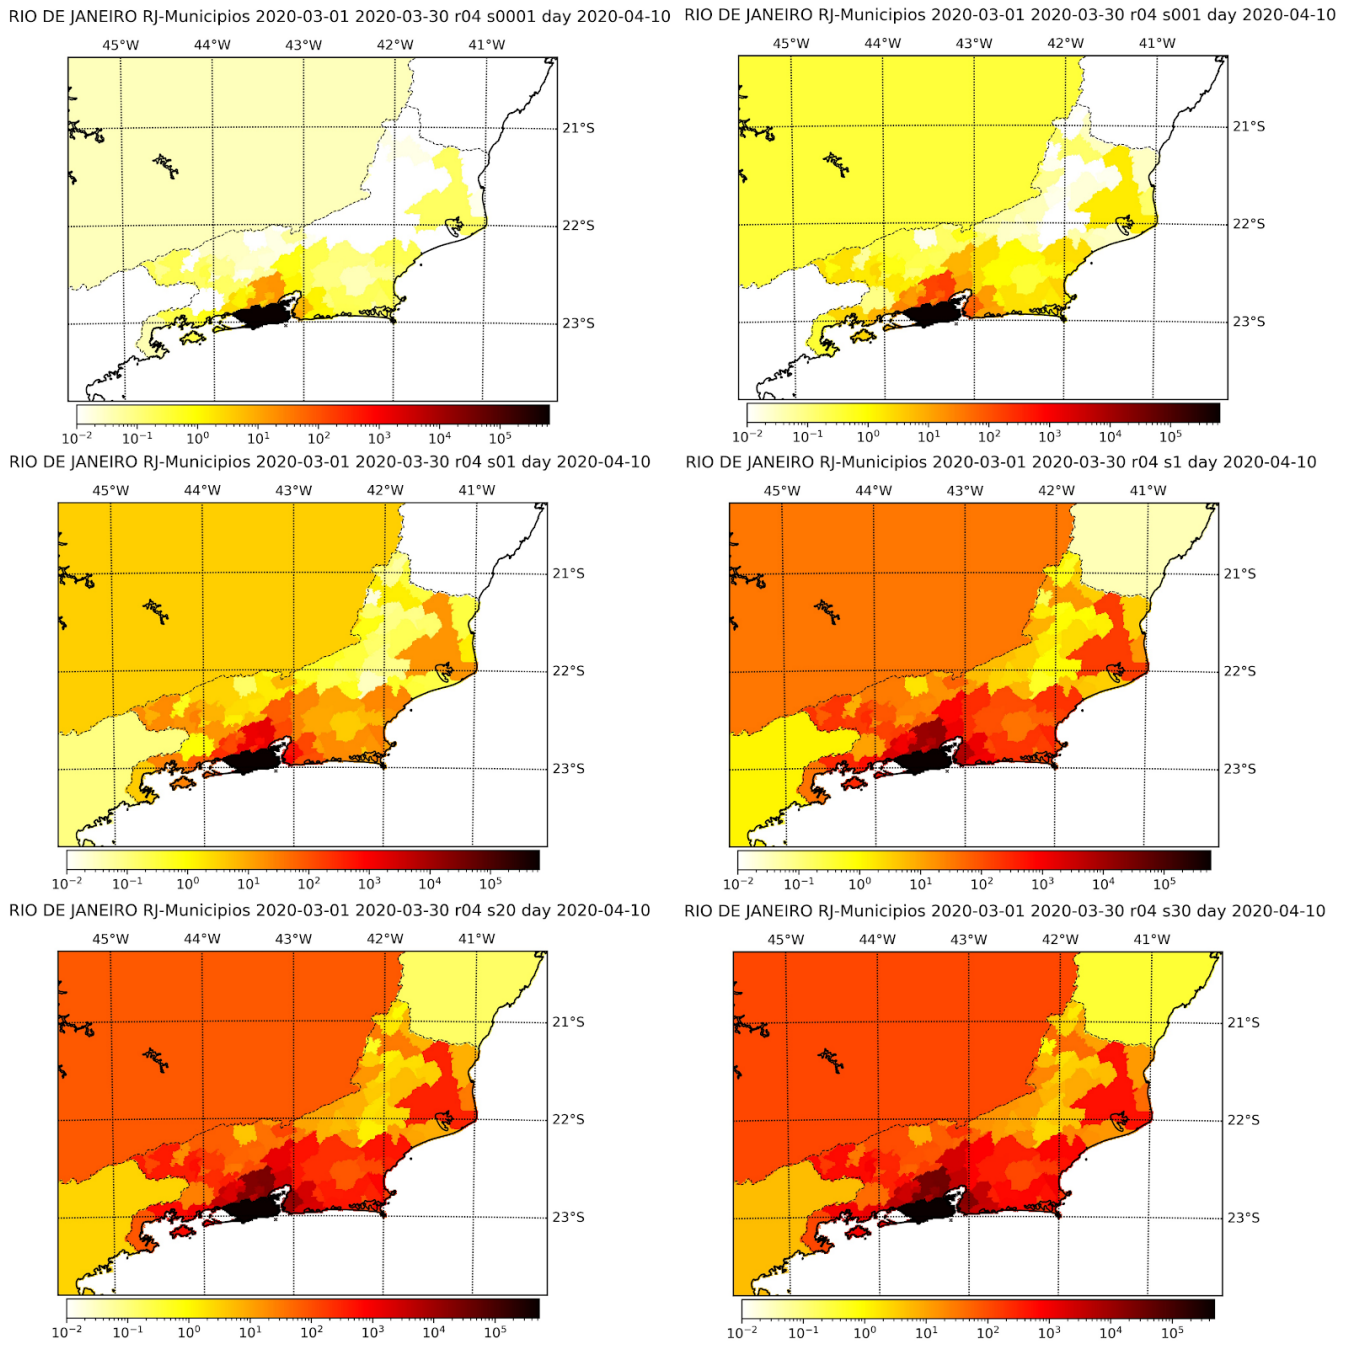 RIO DE JANEIRO RJ-Municipios 2020-03-01 2020-03-30 r04 s0001 day 2020-04-10
45°W 44°W 43°W 42°W 41°W
21°S
22°S
23°S
10⁻² 10⁻¹ 10⁰ 10¹ 10² 10³ 10⁴ 10⁵
RIO DE JANEIRO RJ-Municipios 2020-03-01 2020-03-30 r04 s001 day 2020-04-10
45°W 44°W 43°W 42°W 41°W
21°S
22°S
23°S
10⁻² 10⁻¹ 10⁰ 10¹ 10² 10³ 10⁴ 10⁵
RIO DE JANEIRO RJ-Municipios 2020-03-01 2020-03-30 r04 s01 day 2020-04-10
45°W 44°W 43°W 42°W 41°W
21°S
22°S
23°S
10⁻² 10⁻¹ 10⁰ 10¹ 10² 10³ 10⁴ 10⁵
RIO DE JANEIRO RJ-Municipios 2020-03-01 2020-03-30 r04 s1 day 2020-04-10
45°W 44°W 43°W 42°W 41°W
21°S
22°S
23°S
10⁻² 10⁻¹ 10⁰ 10¹ 10² 10³ 10⁴ 10⁵
RIO DE JANEIRO RJ-Municipios 2020-03-01 2020-03-30 r04 s20 day 2020-04-10
45°W 44°W 43°W 42°W 41°W
21°S
22°S
23°S
10⁻² 10⁻¹ 10⁰ 10¹ 10² 10³ 10⁴ 10⁵
RIO DE JANEIRO RJ-Municipios 2020-03-01 2020-03-30 r04 s30 day 2020-04-10
45°W 44°W 43°W 42°W 41°W
21°S
22°S
23°S
10⁻² 10⁻¹ 10⁰ 10¹ 10² 10³ 10⁴ 10⁵